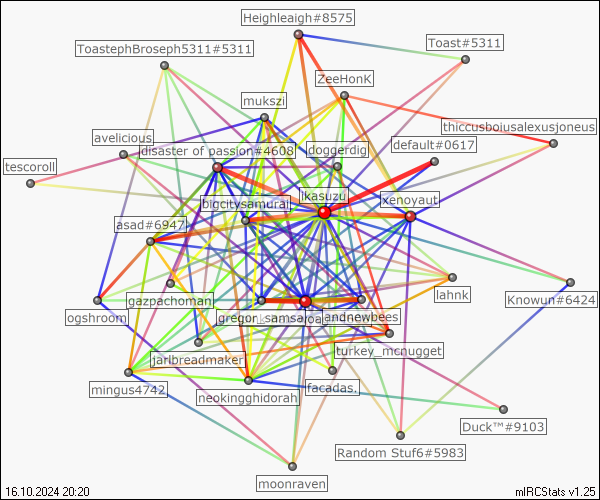 Heighleaigh#8575
Toast#5311
ToastephBroseph5311#5311
ZeeHonK
mukszi
thiccusboisalexusjoneus
avelicious
default#0617
disaster of passion#4608
doggerdig
tescoroll
ikasuzu
xenoyaut
bigcitysamurai
asad#6947
lahnk
gazpachoman
Knowun#6424
ogshroom
gregor_samsa
andnewbees
turkey_mcnugget
jarlbreadmaker
mingus4742
facadas.
neokingghidorah
Duck™#9103
Random Stuf6#5983
moonraven
16.10.2024 20:20
mIRCStats v1.25